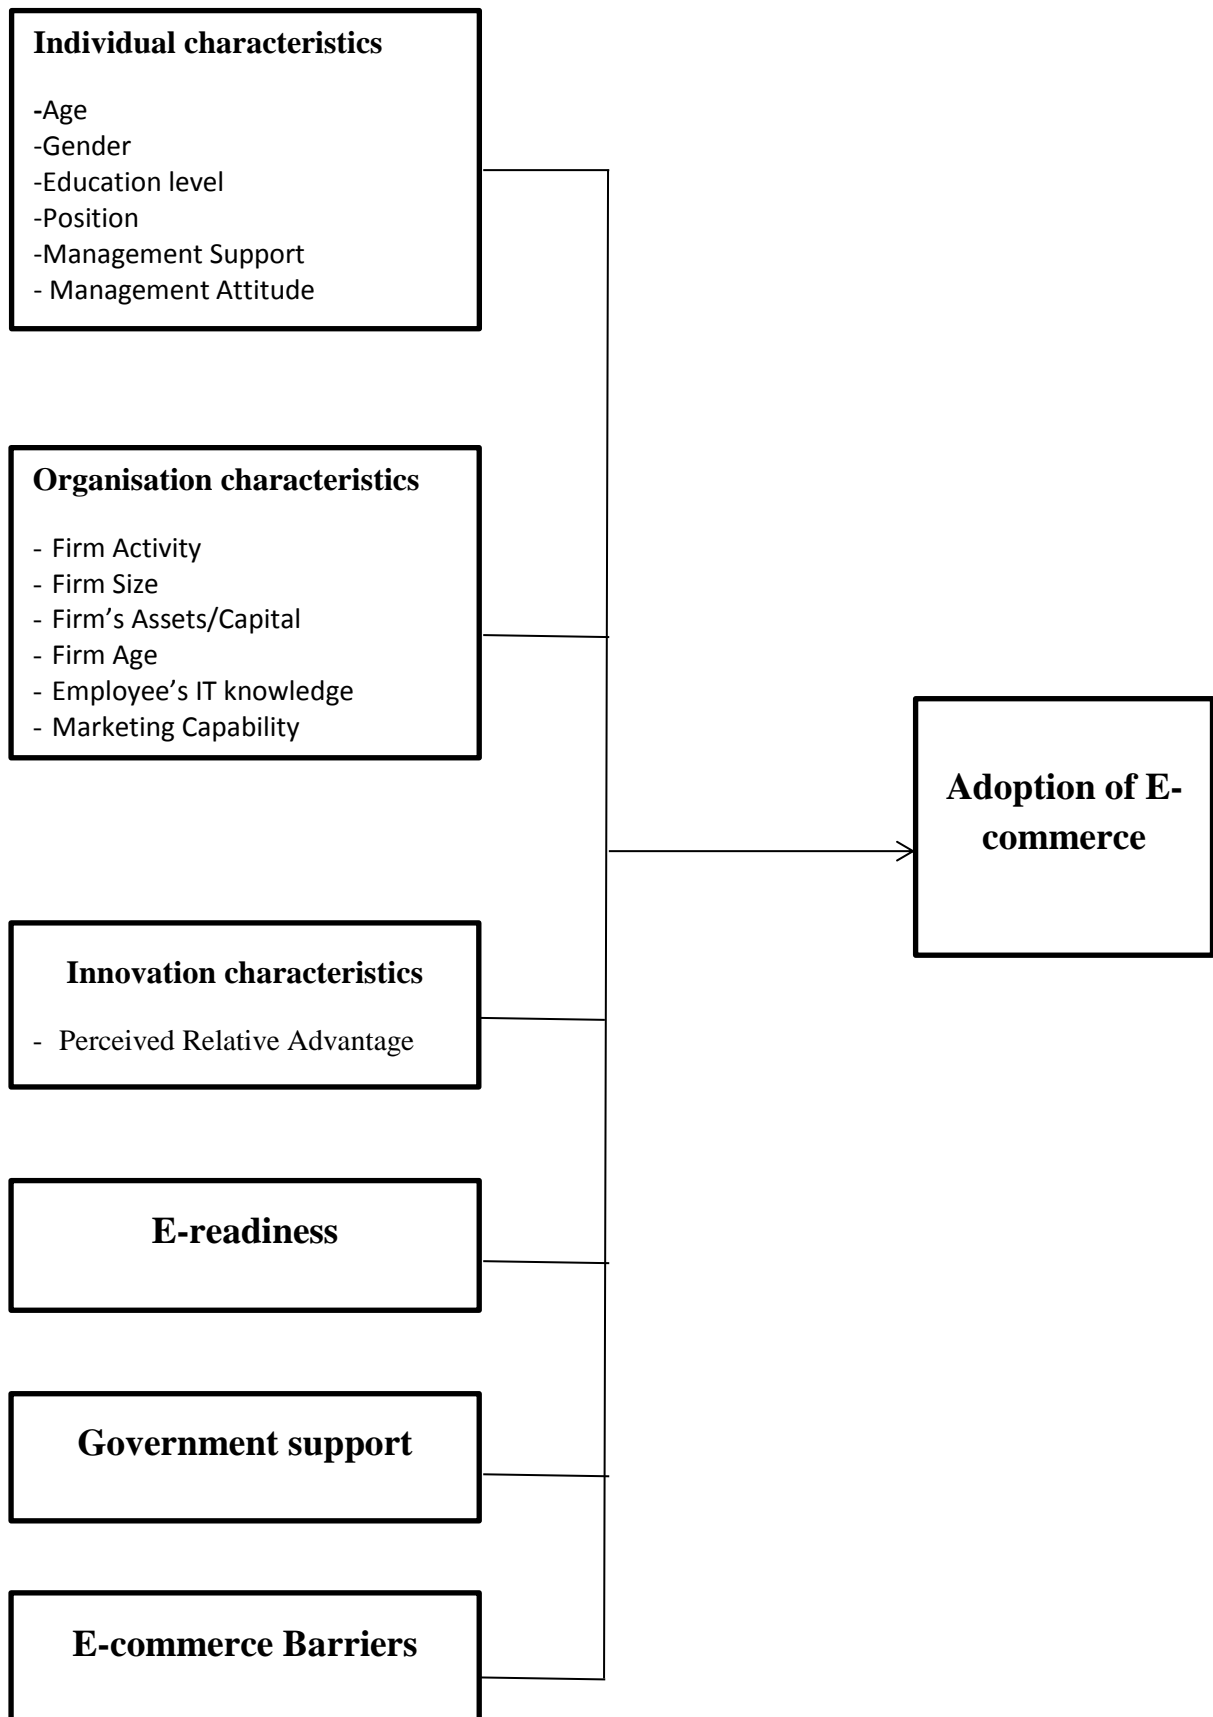 Individual characteristics
-Age
-Gender
-Education level
-Position
-Management Support
- Management Attitude
Organisation characteristics
- Firm Activity
- Firm Size
- Firm’s Assets/Capital
- Firm Age
- Employee’s IT knowledge
- Marketing Capability
Adoption of E-
commerce
Innovation characteristics
- Perceived Relative Advantage
E-readiness
Government support
E-commerce Barriers